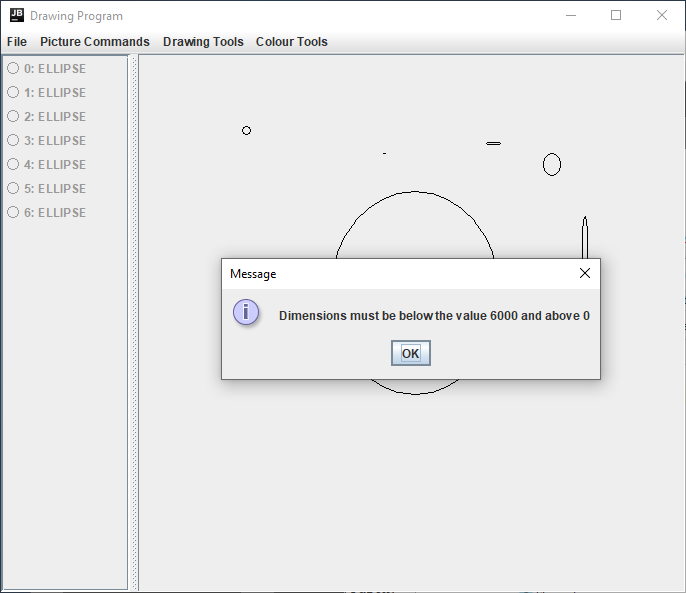 JB Drawing Program
File Picture Commands Drawing Tools Colour Tools
0: ELLIPSE
1: ELLIPSE
2: ELLIPSE
3: ELLIPSE
4: ELLIPSE
5: ELLIPSE
6: ELLIPSE
Message
i Dimensions must be below the value 6000 and above 0
OK